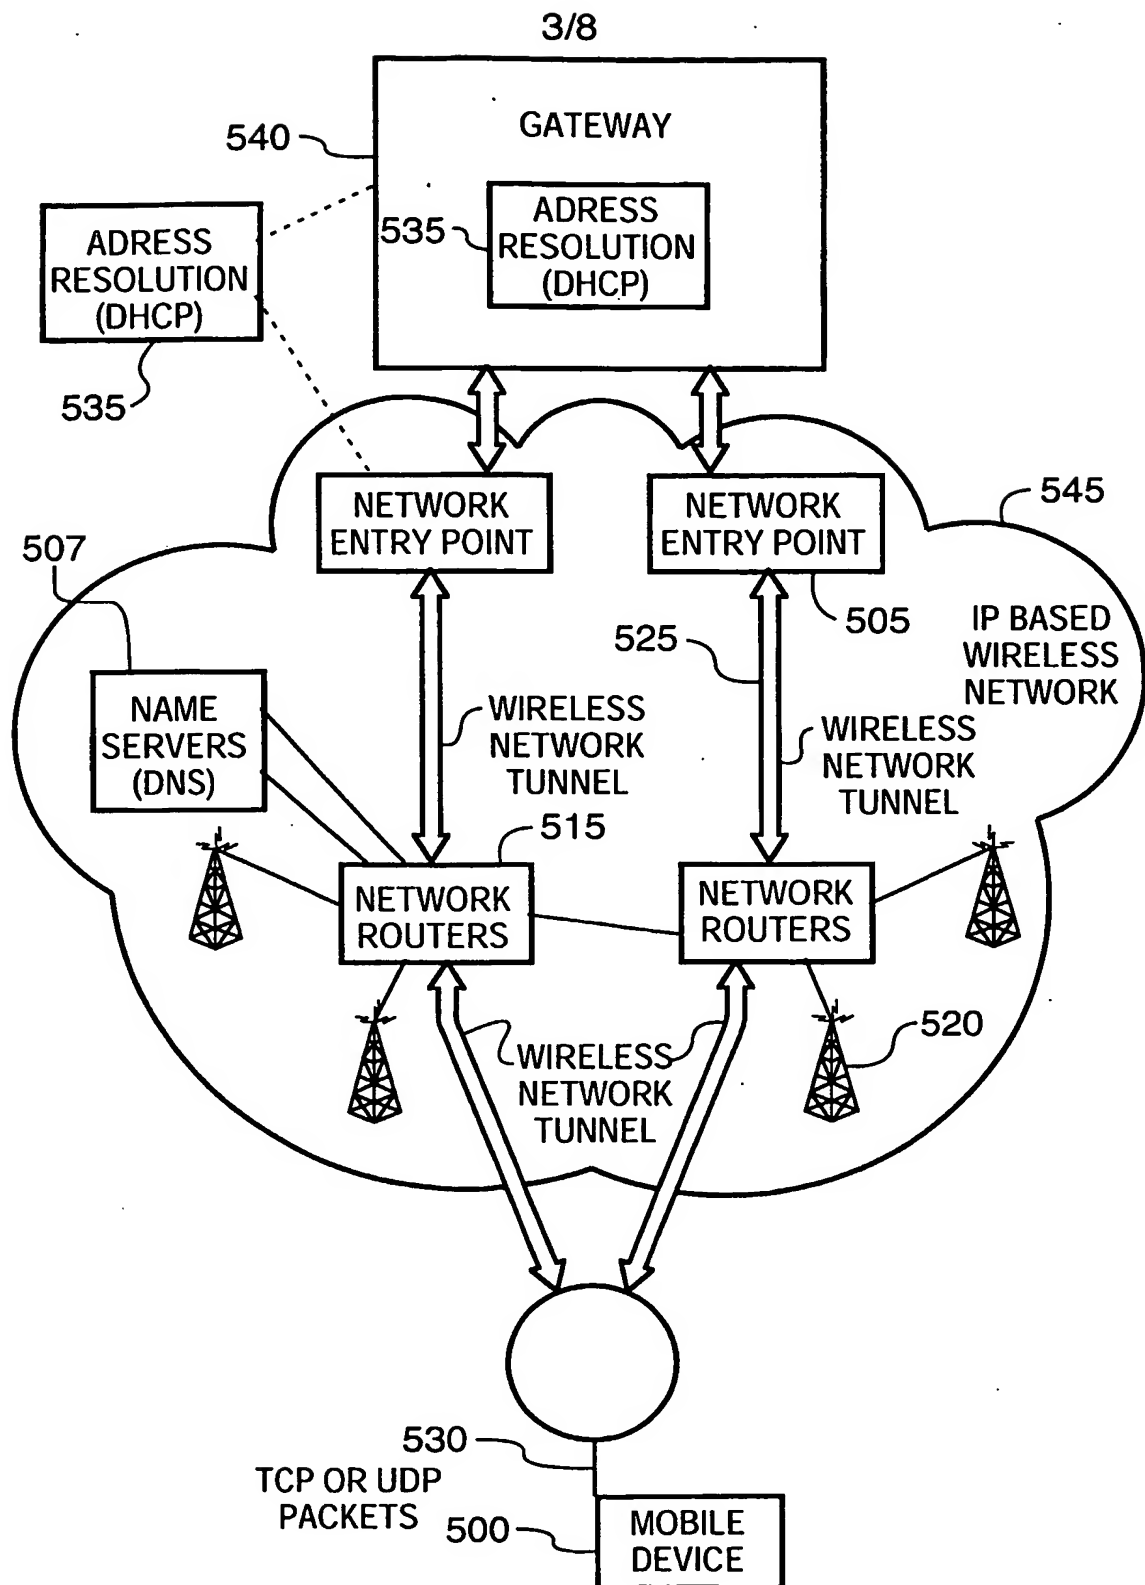 3/8
GATEWAY
540
ADRESS
RESOLUTION
(DHCP)
535
535
ADRESS
RESOLUTION
(DHCP)
NETWORK
ENTRY POINT
NETWORK
ENTRY POINT
545
507
505
IP BASED
WIRELESS
NETWORK
525
NAME
SERVERS
(DNS)
WIRELESS
NETWORK
TUNNEL
WIRELESS
NETWORK
TUNNEL
515
NETWORK
ROUTERS
NETWORK
ROUTERS
520
WIRELESS
NETWORK
TUNNEL
530
TCP OR UDP
PACKETS
500
MOBILE
DEVICE